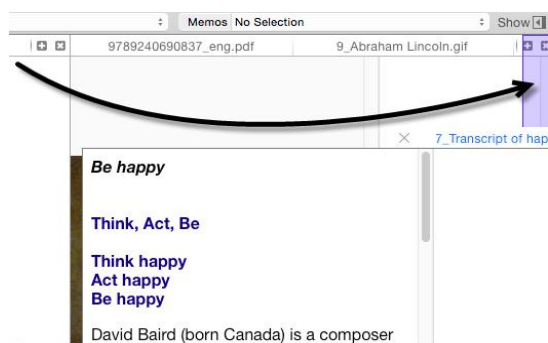 Memos No Selection Show
9789240690837_eng.pdf 9_Abraham Lincoln.gif
7_Transcript of hap
Be happy
Think, Act, Be
Think happy
Act happy
Be happy
David Baird (born Canada) is a composer